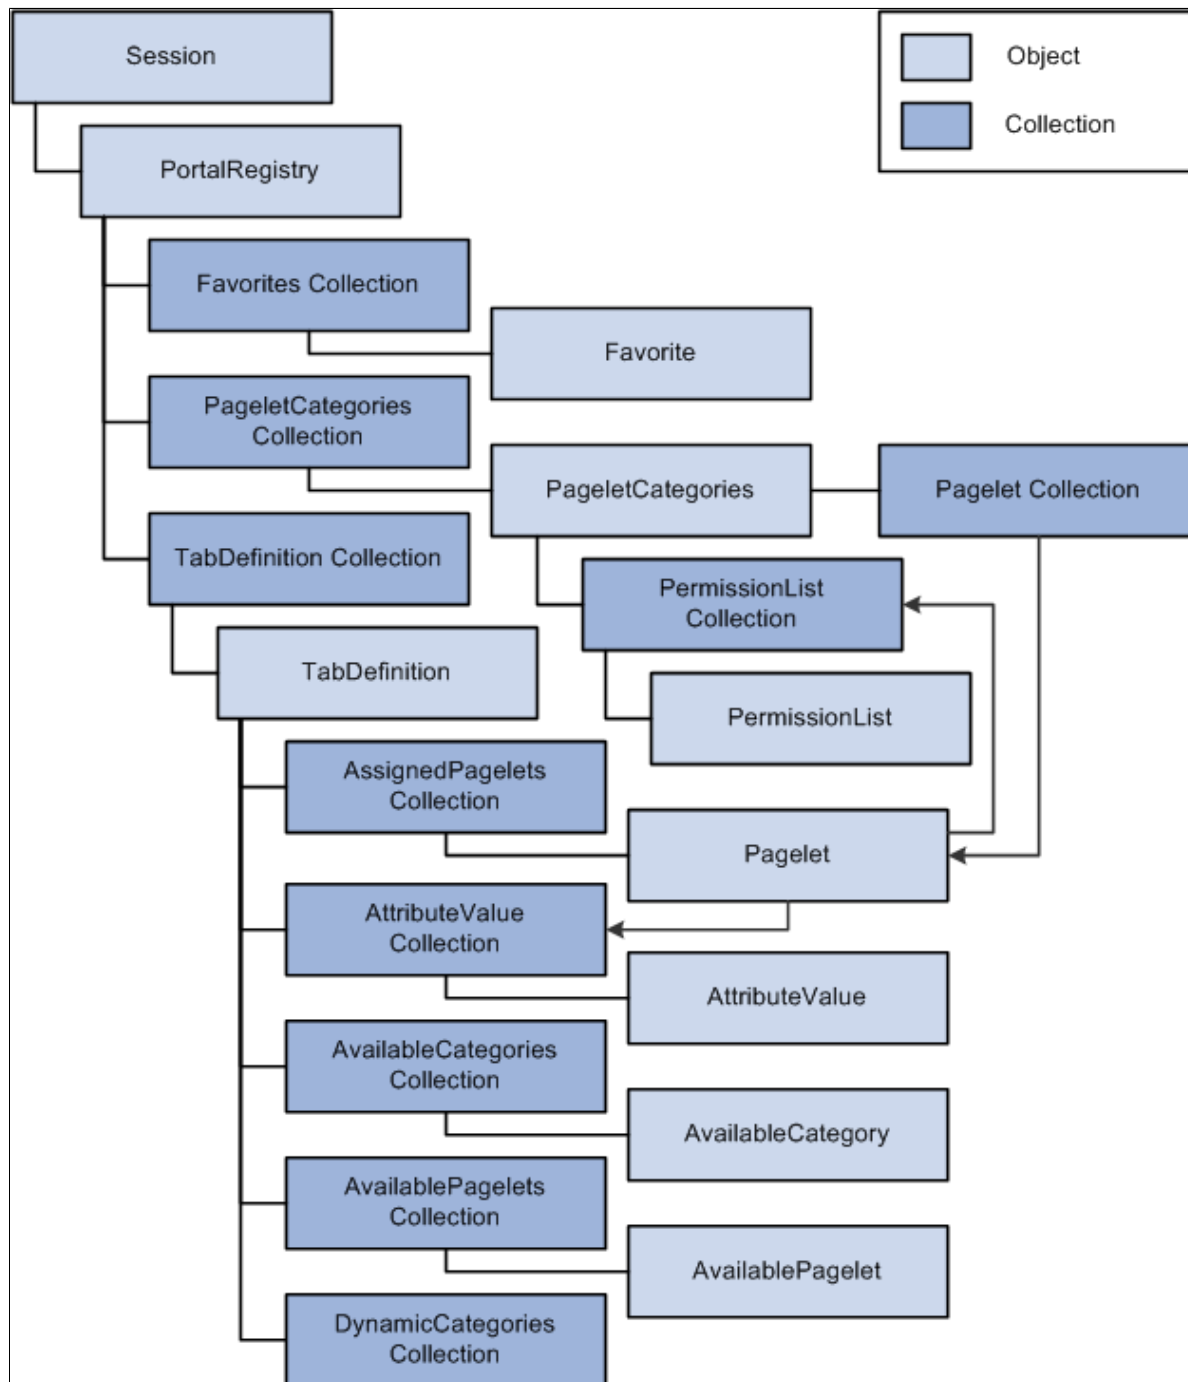 Session
Object
Collection
PortalRegistry
Favorites Collection
Favorite
PageletCategories
Collection
PageletCategories
Pagelet Collection
TabDefinition Collection
PermissionList
Collection
TabDefinition
PermissionList
AssignedPagelets
Collection
Pagelet
AttributeValue
Collection
AttributeValue
AvailableCategories
Collection
AvailableCategory
AvailablePagelets
Collection
AvailablePagelet
DynamicCategories
Collection